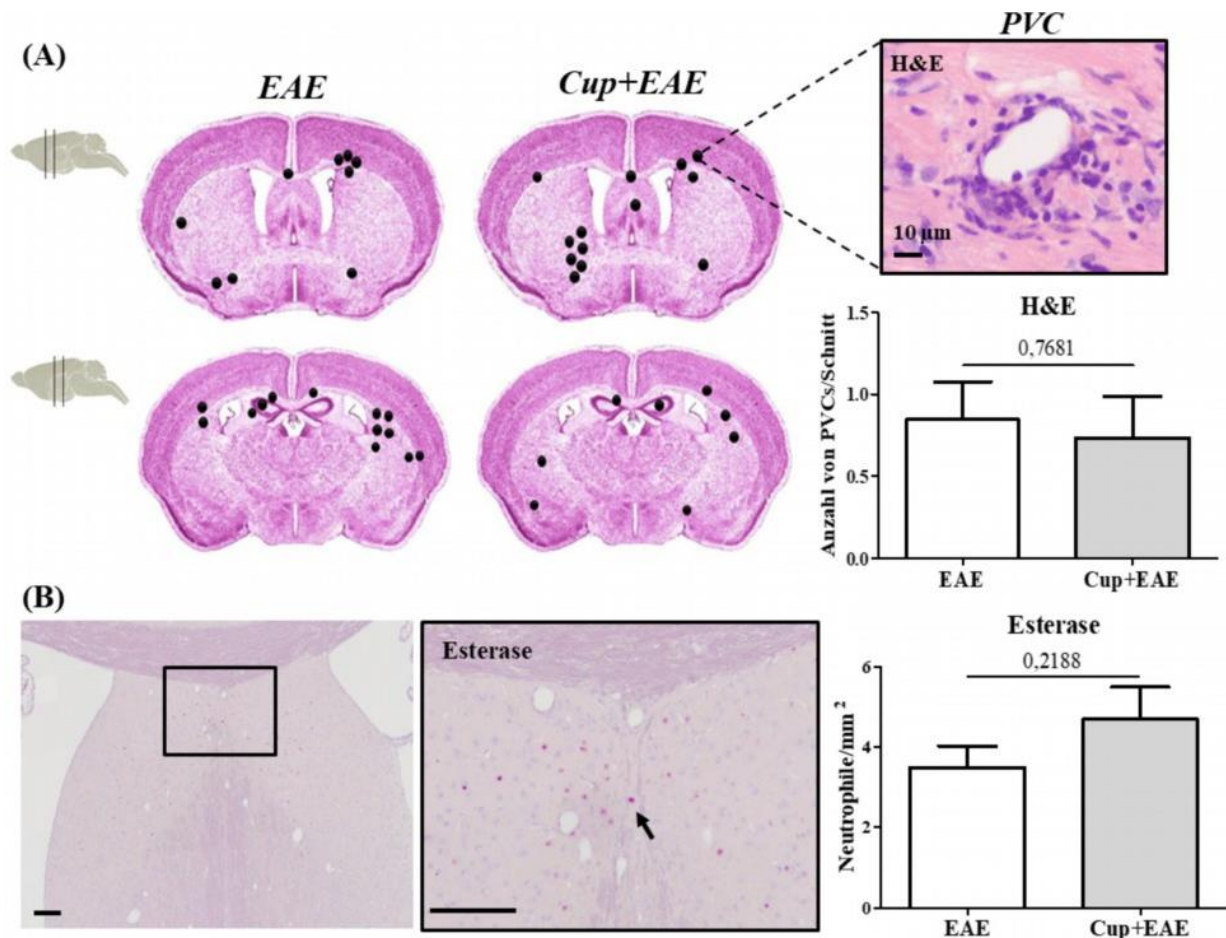 (A)
EAE
Cup+EAE
PVC
H&E
10 µm
H&E
Anzahl von PVCs/Schnitt
1.5
1.0
0.5
0.0
0,7681
EAE
Cup+EAE
(B)
Esterase
Esterase
Neutrophile/mm²
6
4
2
0
0,2188
EAE
Cup+EAE